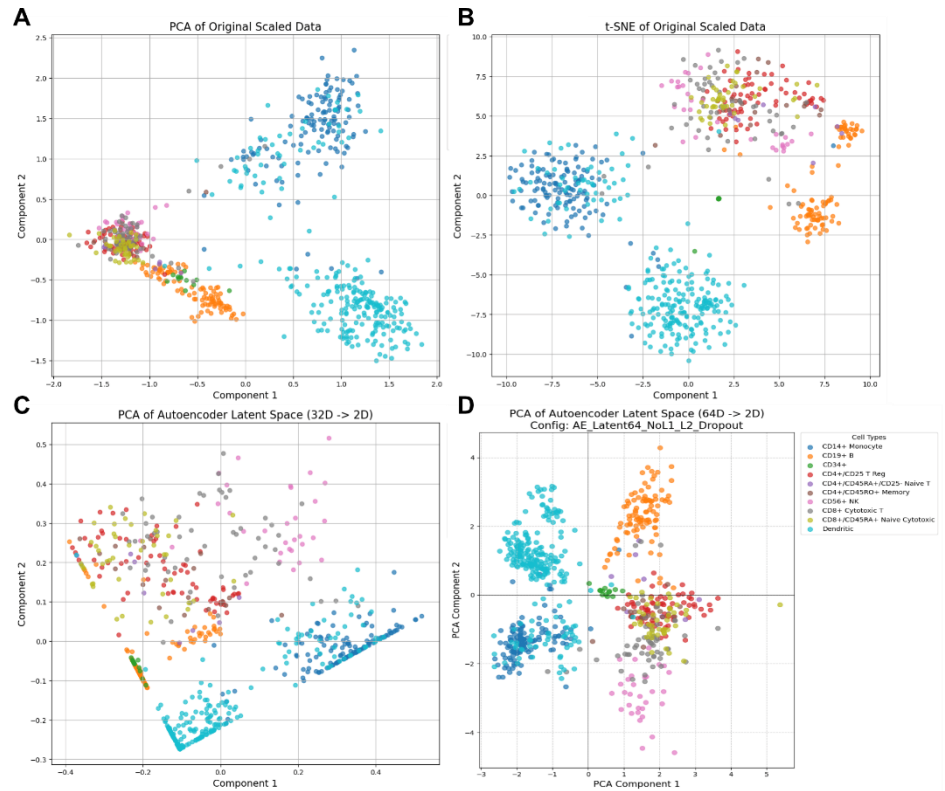 A
PCA of Original Scaled Data
Component 2
2.5
2.0
1.5
1.0
0.5
0.0
−0.5
−1.0
−1.5
−2.0
−1.5
−1.0
−0.5
0.0
0.5
1.0
1.5
2.0
Component 1
B
t-SNE of Original Scaled Data
Component 2
10.0
7.5
5.0
2.5
0.0
−2.5
−5.0
−7.5
−10.0
−10.0
−7.5
−5.0
−2.5
0.0
2.5
5.0
7.5
10.0
Component 1
C
PCA of Autoencoder Latent Space (32D -> 2D)
Component 2
0.5
0.4
0.3
0.2
0.1
0.0
−0.1
−0.2
−0.3
−0.4
−0.2
0.0
0.2
0.4
Component 1
D
PCA of Autoencoder Latent Space (64D -> 2D)
Config: AE_Latent64_NoL1_L2_Dropout
PCA Component 2
4
2
0
−2
−4
−3
−2
−1
0
1
2
3
4
5
PCA Component 1
Cell Types
CD14+ Monocyte
CD19+ B
CD34+
CD4+/CD25 T Reg
CD4+/CD45RA+/CD25- Naive T
CD4+/CD45RO+ Memory
CD56+ NK
CD8+ Cytotoxic T
CD8+/CD45RA+ Naive Cytotoxic
Dendritic